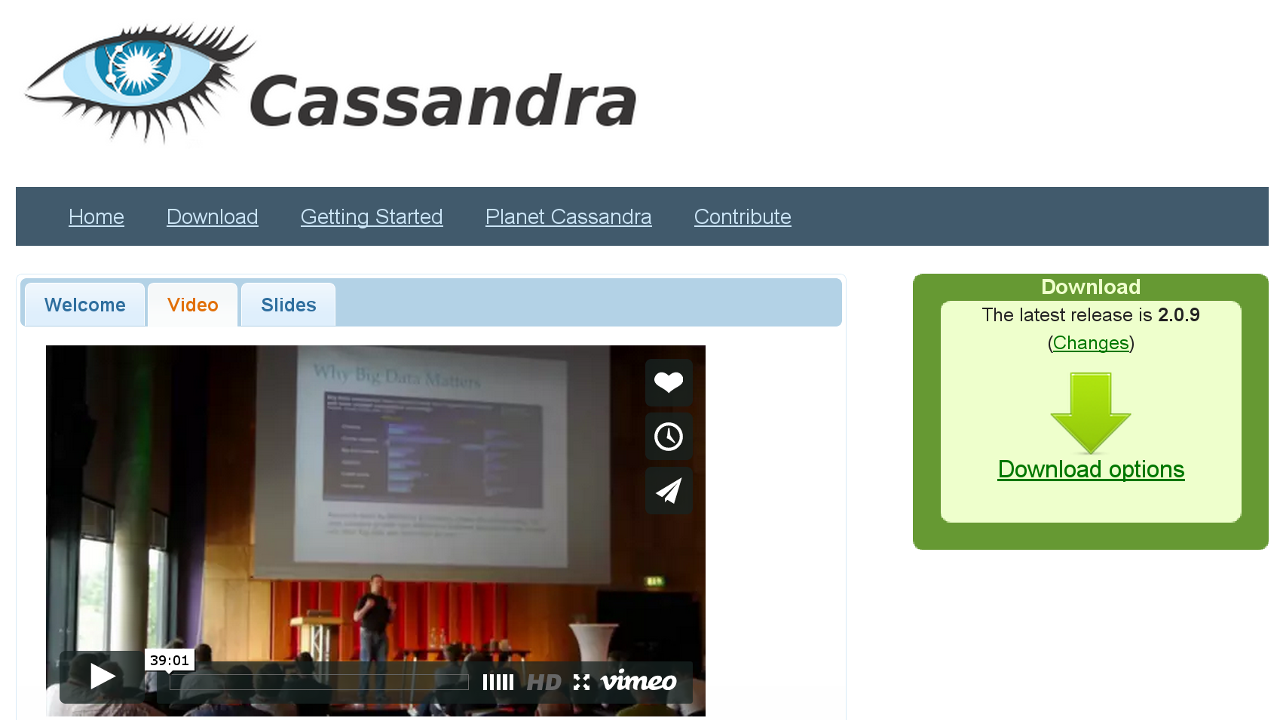 Cassandra
Home Download Getting Started Planet Cassandra Contribute
Welcome Video Slides
Why Big Data Matters
39:01
HD vimeo
Download
The latest release is 2.0.9
(Changes)
Download options